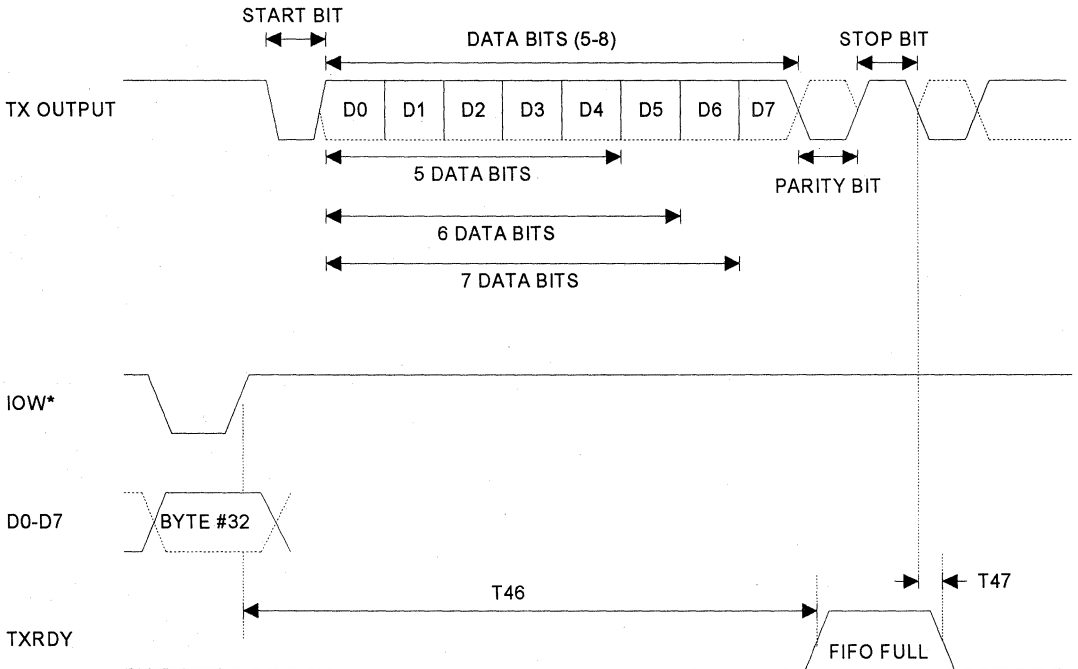 START BIT
DATA BITS (5-8)
STOP BIT
TX OUTPUT
D0 D1 D2 D3 D4 D5 D6 D7
5 DATA BITS
PARITY BIT
6 DATA BITS
7 DATA BITS
IOW*
D0-D7
BYTE #32
T46
T47
TXRDY
FIFO FULL